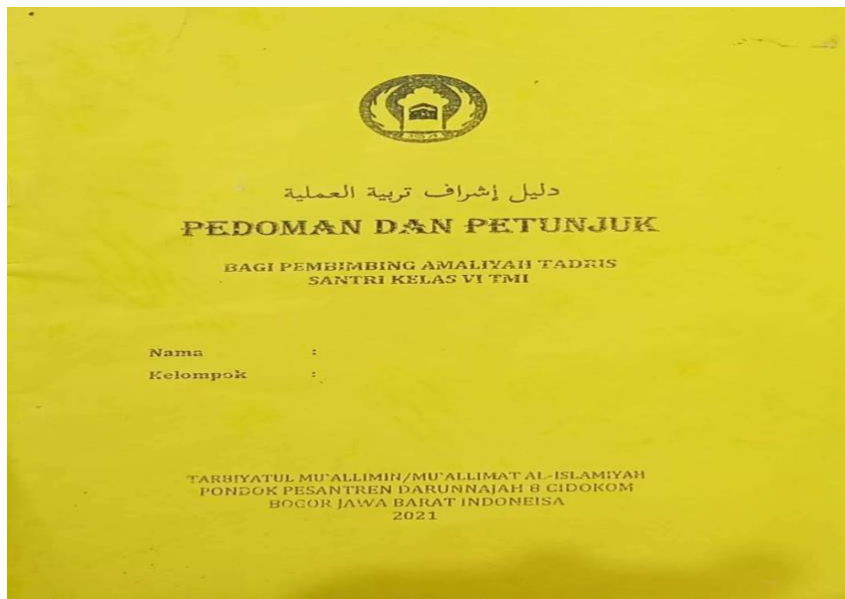 دليل إشراف تربية العملية
PEDOMAN DAN PETUNJUK
BAGI PEMBIMBING AMALIYAH TADRIS
SANTRI KELAS VI TMI
Nama :
Kelompok :
TARBIYATUL MU`ALLIMIN/MU`ALLIMAT AL-ISLAMIYAH
PONDOK PESANTREN DARUNNAJAH 8 CIDOKOM
BOGOR JAWA BARAT INDONEISA
2021